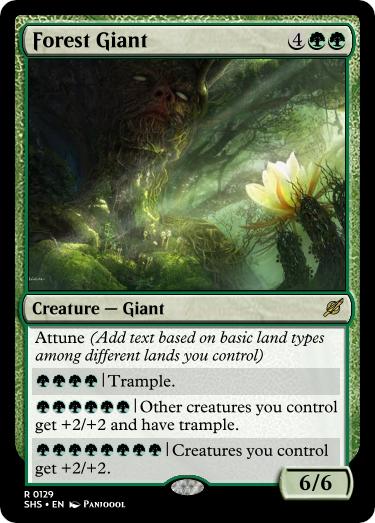 Forest Giant 4
Creature — Giant
Attune (Add text based on basic land types
among different lands you control)
Trample.
Other creatures you control
get +2/+2 and have trample.
Creatures you control
get +2/+2.
6/6
R 0129
SHS • EN PANJOOOL